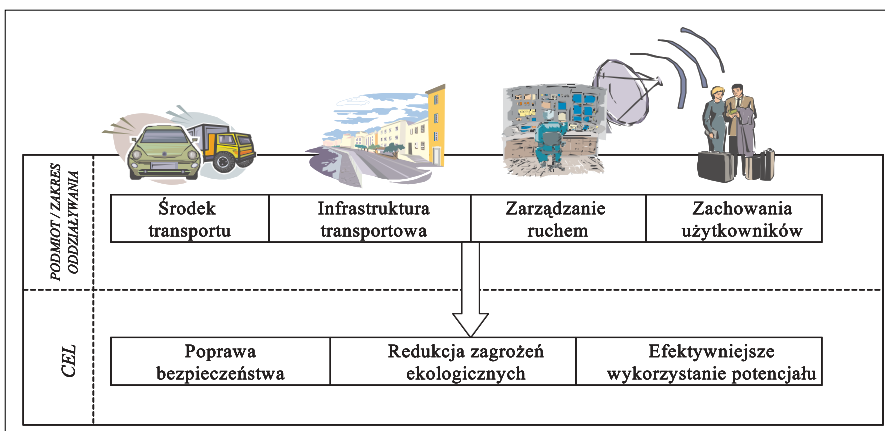 PODMIOT / ZAKRES
ODDZIAŁYWANIA
Środek
transportu
Infrastruktura
transportowa
Zarządzanie
ruchem
Zachowania
użytkowników
CEL
Poprawa
bezpieczeństwa
Redukcja zagrożeń
ekologicznych
Efektywniejsze
wykorzystanie potencjału